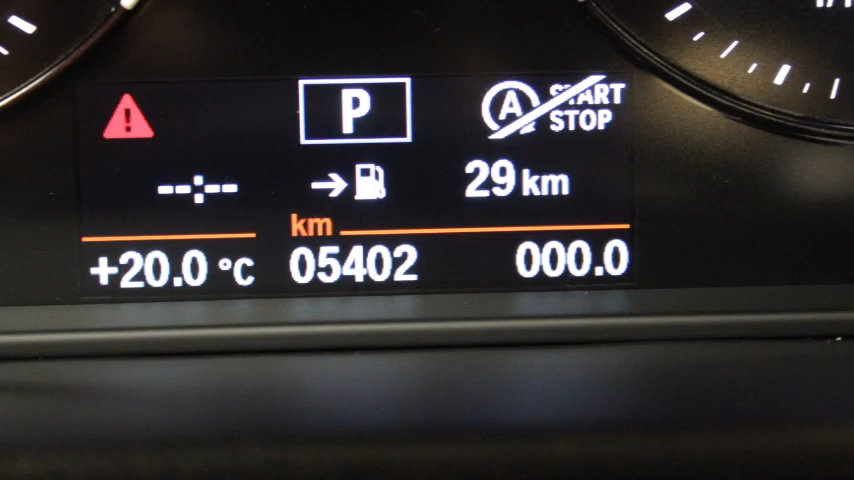 P
A START
STOP
--:-- 29 km
km
+20.0 °C 05402 000.0